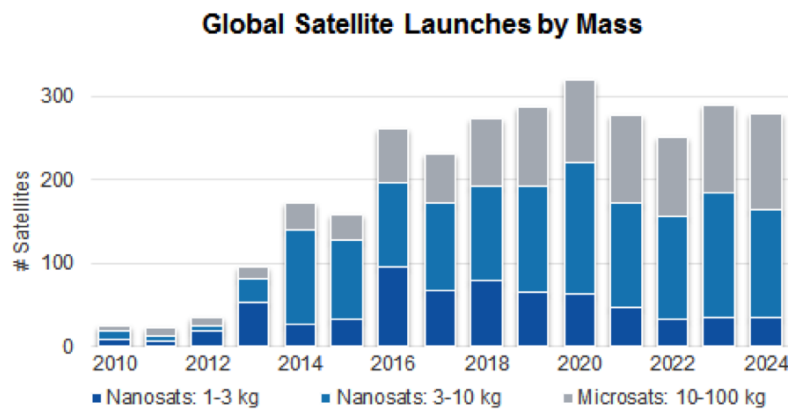 Global Satellite Launches by Mass
# Satellites
300
200
100
0
2010 2012 2014 2016 2018 2020 2022 2024
Nanosats: 1-3 kg Nanosats: 3-10 kg Microsats: 10-100 kg